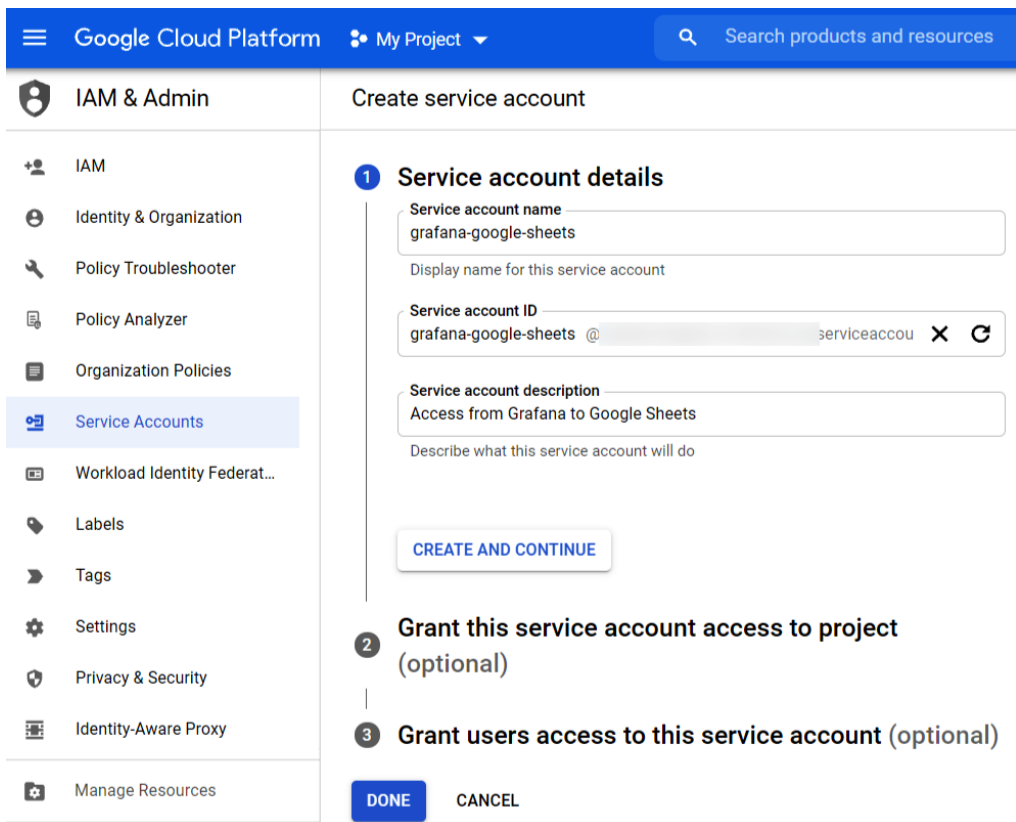 Google Cloud Platform
My Project
Search products and resources
IAM & Admin
Create service account
IAM
Identity & Organization
Policy Troubleshooter
Policy Analyzer
Organization Policies
Service Accounts
Workload Identity Federat...
Labels
Tags
Settings
Privacy & Security
Identity-Aware Proxy
Manage Resources
1 Service account details
Service account name
grafana-google-sheets
Display name for this service account
Service account ID
grafana-google-sheets @ serviceaccou
Service account description
Access from Grafana to Google Sheets
Describe what this service account will do
CREATE AND CONTINUE
2 Grant this service account access to project
(optional)
3 Grant users access to this service account (optional)
DONE CANCEL